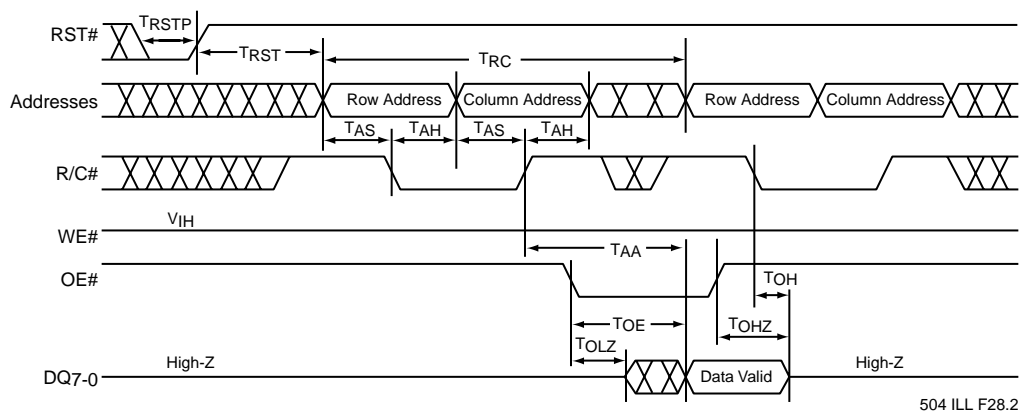 RST# TRSTP
TRST
TRC
Addresses Row Address Column Address Row Address Column Address
TAS TAH TAS TAH
R/C#
VIH
WE#
TAA
OE#
TOH
TOE TOHZ
TOLZ
DQ7-0 High-Z Data Valid High-Z
504 ILL F28.2